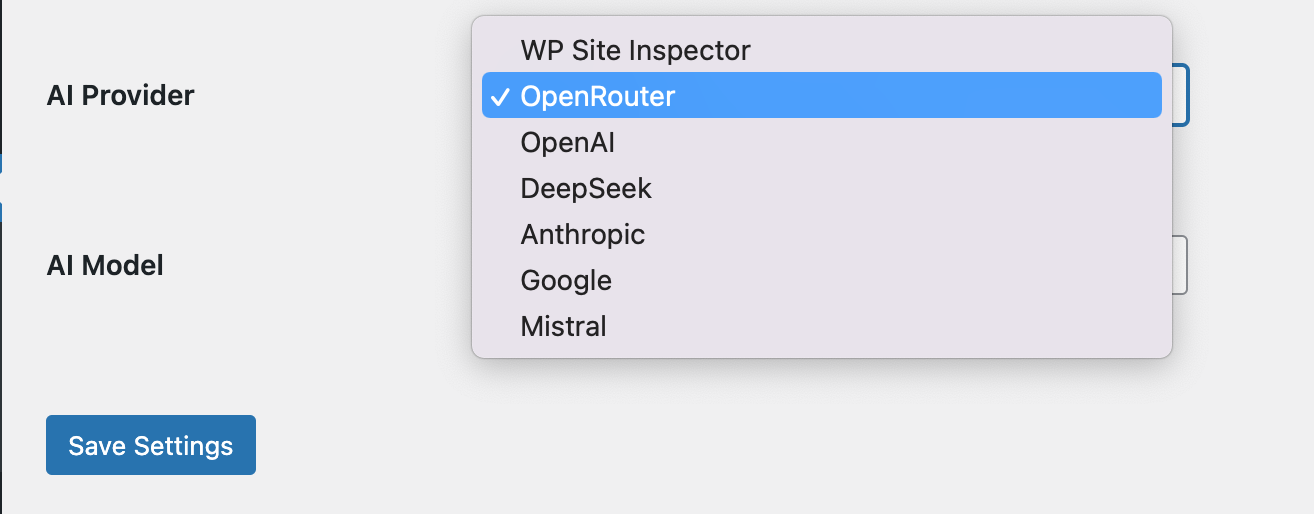 WP Site Inspector
AI Provider
✓ OpenRouter
OpenAI
DeepSeek
Anthropic
AI Model
Google
Mistral
Save Settings